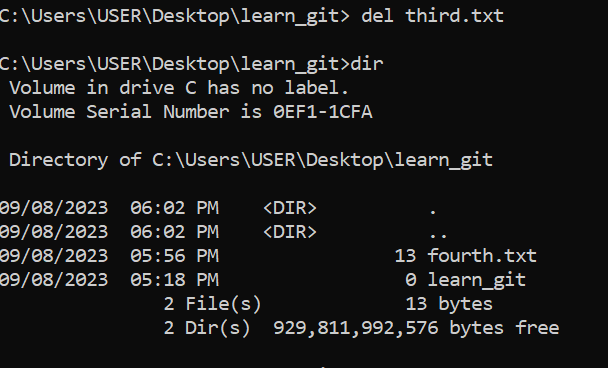 C:\Users\USER\Desktop\learn_git> del third.txt
C:\Users\USER\Desktop\learn_git>dir
Volume in drive C has no label.
Volume Serial Number is 0EF1-1CFA
Directory of C:\Users\USER\Desktop\learn_git
09/08/2023  06:02 PM    <DIR>          .
09/08/2023  06:02 PM    <DIR>          ..
09/08/2023  05:56 PM                13 fourth.txt
09/08/2023  05:18 PM                 0 learn_git
2 File(s)             13 bytes
2 Dir(s)  929,811,992,576 bytes free